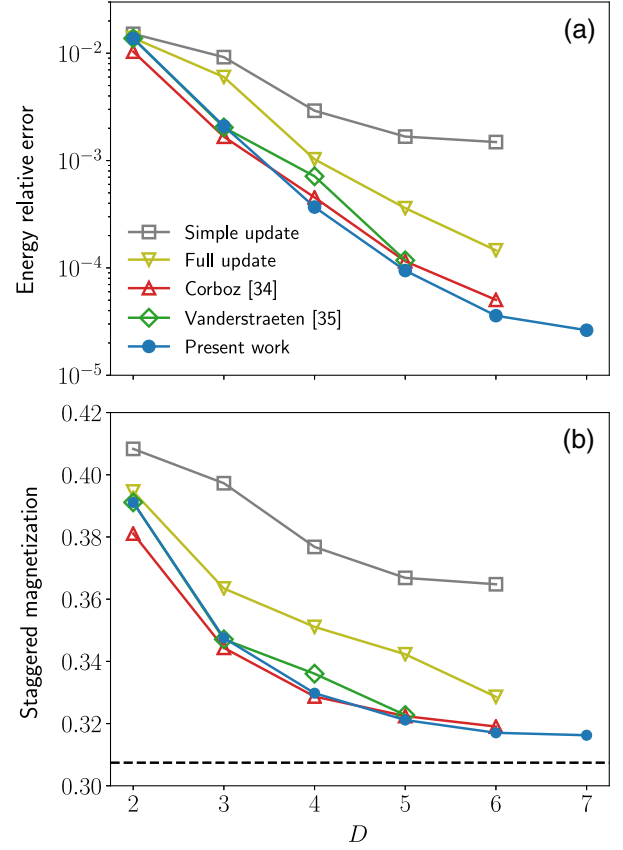 (a)
Energy relative error
10⁻²
10⁻³
10⁻⁴
10⁻⁵
Simple update
Full update
Corboz [34]
Vanderstraeten [35]
Present work
(b)
Staggered magnetization
0.42
0.40
0.38
0.36
0.34
0.32
0.30
2 3 4 5 6 7
D